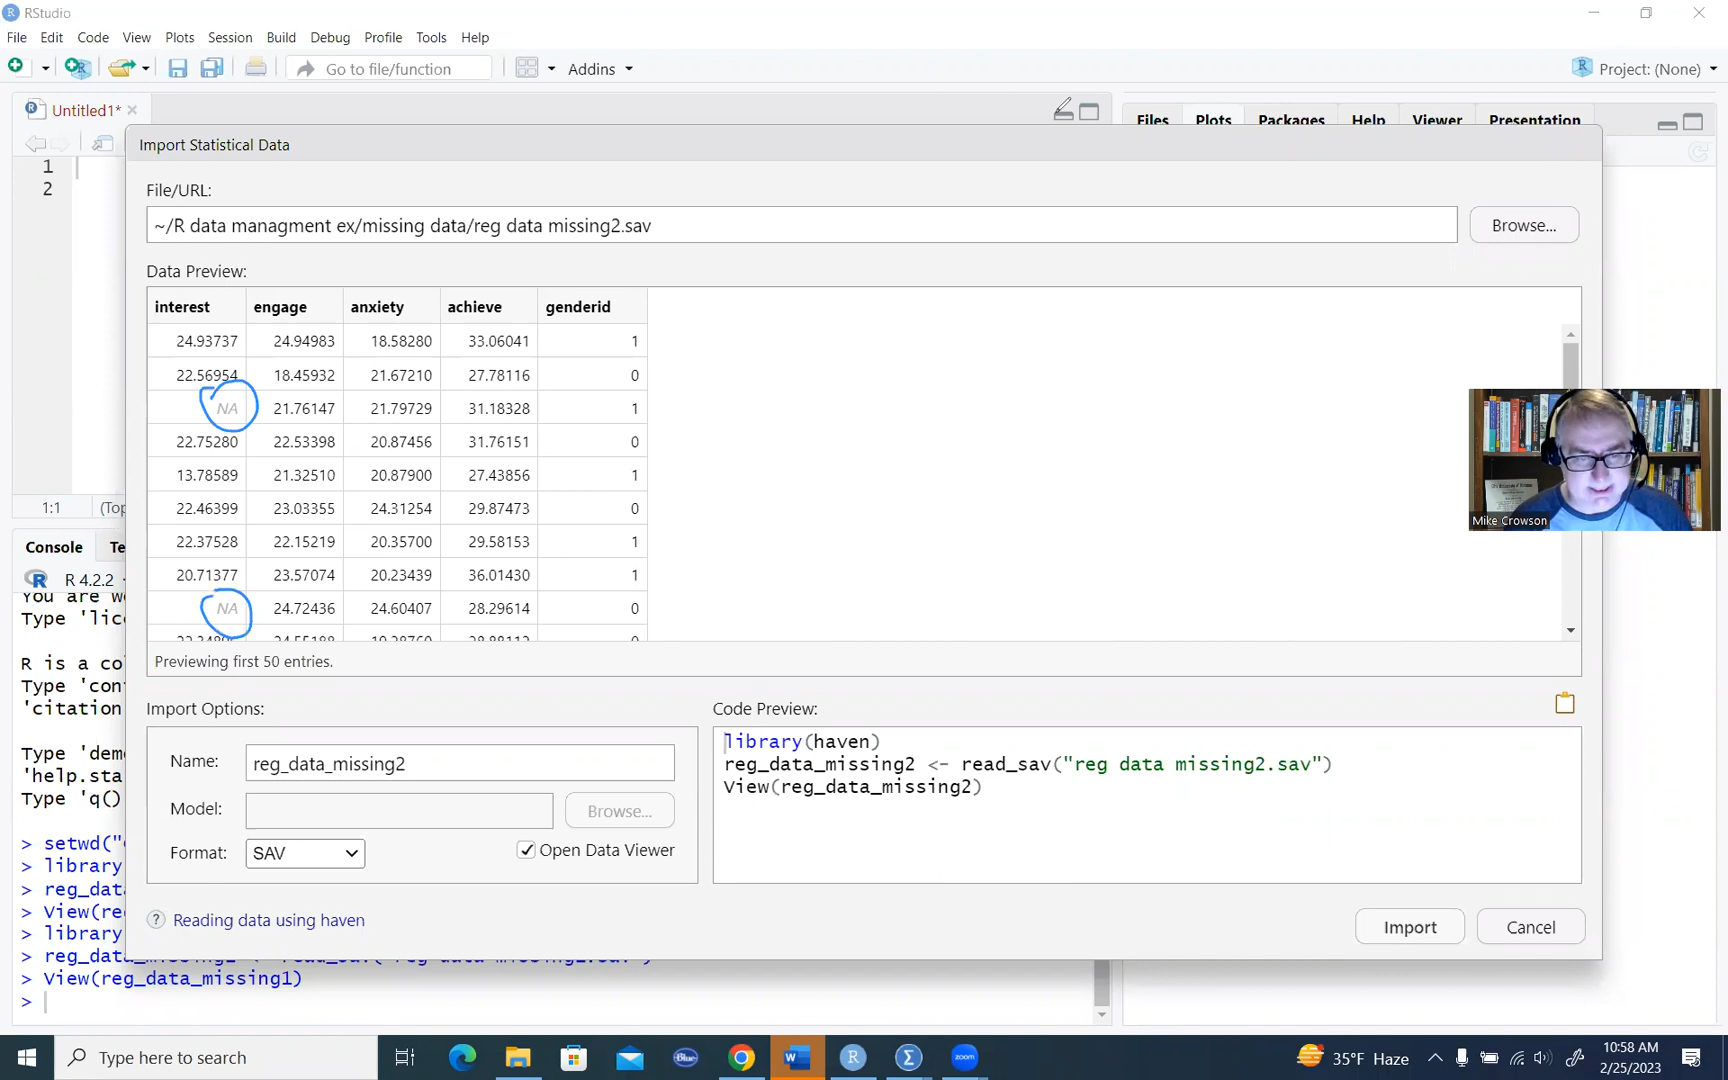 RStudio
File Edit Code View Plots Session Build Debug Profile Tools Help
Go to file/function Addins Project: (None)
Untitled1*
Files Plots Packages Help Viewer Presentation
1
2
1:1 (Top
Import Statistical Data
File/URL:
~/R data managment ex/missing data/reg data missing2.sav Browse...
Data Preview:
interest engage anxiety achieve genderid
24.93737 24.94983 18.58280 33.06041 1
22.56954 18.45932 21.67210 27.78116 0
NA 21.76147 21.79729 31.18328 1
22.75280 22.53398 20.87456 31.76151 0
13.78589 21.32510 20.87900 27.43856 1
22.46399 23.03355 24.31254 29.87473 0
22.37528 22.15219 20.35700 29.58153 1
20.71377 23.57074 20.23439 36.01430 1
NA 24.72436 24.60407 28.29614 0
Previewing first 50 entries.
Mike Crowson
Import Options:
Name: reg_data_missing2
Model: Browse...
Format: SAV Open Data Viewer
Code Preview:
library(haven)
reg_data_missing2 <- read_sav("reg data missing2.sav")
View(reg_data_missing2)
? Reading data using haven
Import Cancel
Console Te
R 4.2.2
You are we
Type 'lic
R is a co
Type 'con
'citation
Type 'dem
'help.sta
Type 'q()
> setwd("
> library
> reg_dat
> View(re
> library
> View(reg_data_missing1)
>
Type here to search
Blue
W
R
Σ
zoom
35°F Haze
10:58 AM
2/25/2023